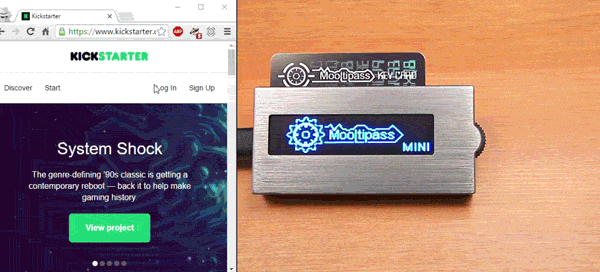 Kickstarter
https://www.kickstarter.c
KICKSTARTER
Discover
Start
Log In
Sign Up
System Shock
The genre-defining '90s classic is getting a
contemporary reboot — back it to help make
gaming history
View project
ABP
Mooltipass KEY CARD
Mooltipass
MINI